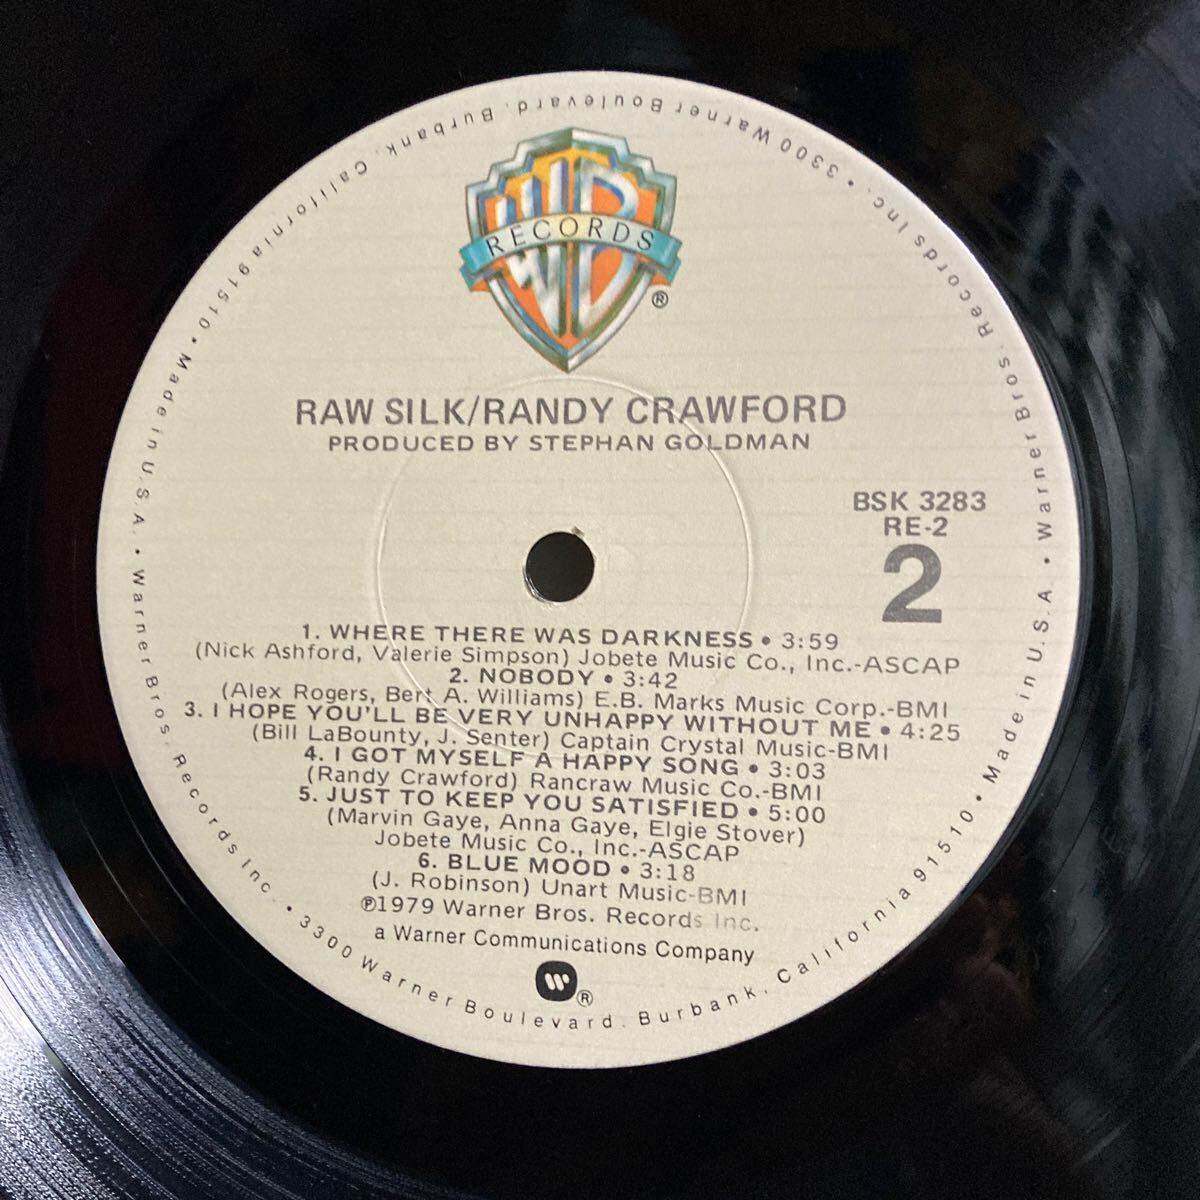 WB
RECORDS
®
RAW SILK/RANDY CRAWFORD
PRODUCED BY STEPHAN GOLDMAN
BSK 3283
RE-2
2
1. WHERE THERE WAS DARKNESS • 3:59
(Nick Ashford, Valerie Simpson) Jobete Music Co., Inc.-ASCAP
2. NOBODY • 3:42
(Alex Rogers, Bert A. Williams) E.B. Marks Music Corp.-BMI
3. I HOPE YOU'LL BE VERY UNHAPPY WITHOUT ME • 4:25
(Bill LaBounty, J. Senter) Captain Crystal Music-BMI
4. I GOT MYSELF A HAPPY SONG • 3:03
(Randy Crawford) Rancraw Music Co.-BMI
5. JUST TO KEEP YOU SATISFIED • 5:00
(Marvin Gaye, Anna Gaye, Elgie Stover)
Jobete Music Co., Inc.-ASCAP
6. BLUE MOOD • 3:18
(J. Robinson) Unart Music-BMI
℗1979 Warner Bros. Records Inc.
a Warner Communications Company
®
Warner Bros. Records Inc. • 3300 Warner Boulevard, Burbank, California 91510 • Made in U.S.A. • Warner Bros. Records Inc. • 3300 Warner Boulevard, Burbank, California 91510 • Made in U.S.A. •